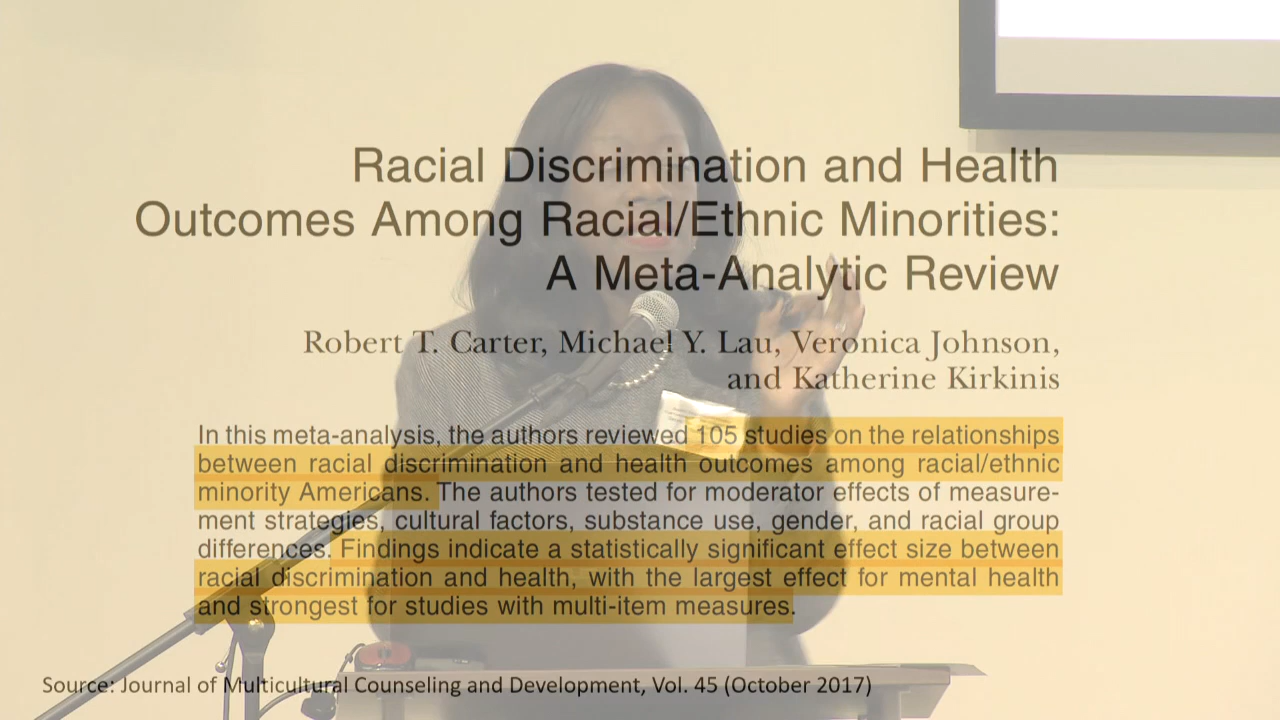 Racial Discrimination and Health
Outcomes Among Racial/Ethnic Minorities:
A Meta-Analytic Review
Robert T. Carter, Michael Y. Lau, Veronica Johnson,
and Katherine Kirkinis
In this meta-analysis, the authors reviewed 105 studies on the relationships
between racial discrimination and health outcomes among racial/ethnic
minority Americans. The authors tested for moderator effects of measure-
ment strategies, cultural factors, substance use, gender, and racial group
differences. Findings indicate a statistically significant effect size between
racial discrimination and health, with the largest effect for mental health
and strongest for studies with multi-item measures.
Source: Journal of Multicultural Counseling and Development, Vol. 45 (October 2017)